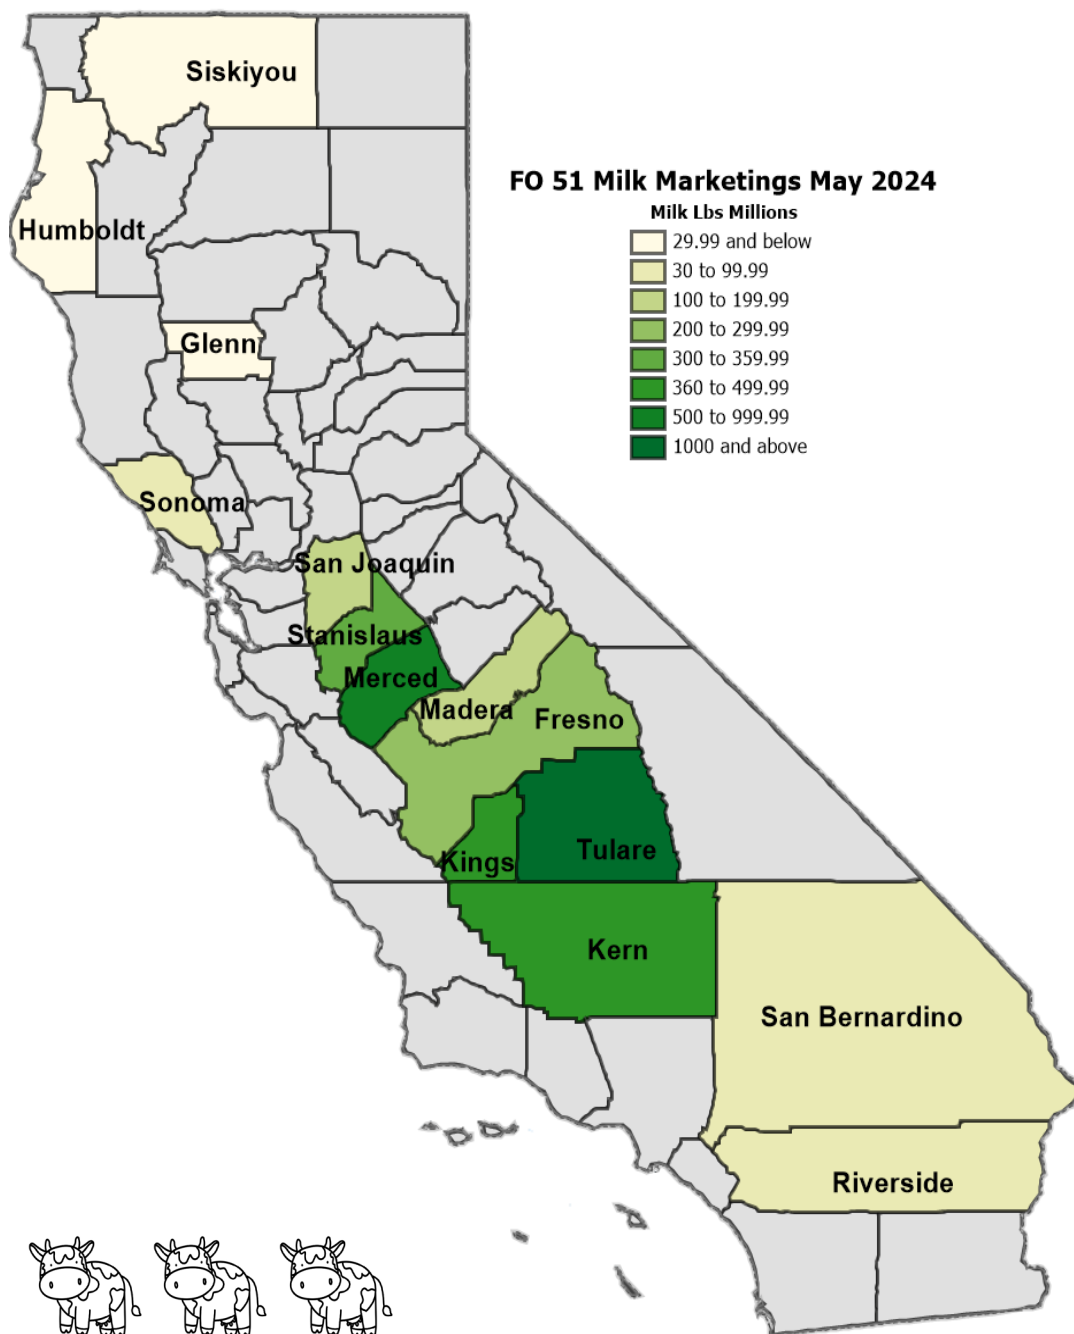 Siskiyou
FO 51 Milk Marketings May 2024
Milk Lbs Millions
29.99 and below
30 to 99.99
100 to 199.99
200 to 299.99
300 to 359.99
360 to 499.99
500 to 999.99
1000 and above
Humboldt
Glenn
Sonoma
San Joaquin
Stanislaus
Merced
Madera
Fresno
Tulare
Kings
Kern
San Bernardino
Riverside